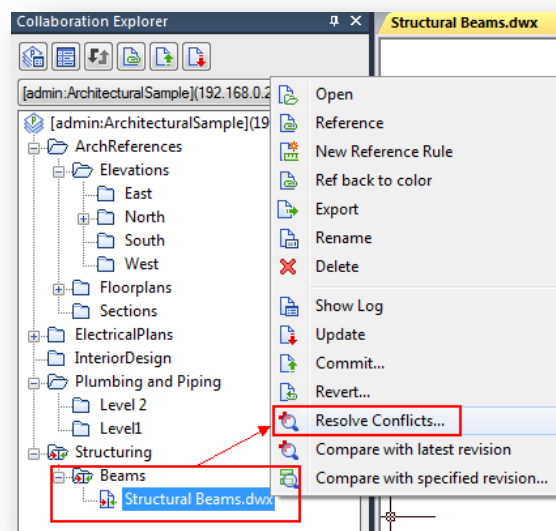 Collaboration Explorer
Structural Beams.dwx
[admin:ArchitecturalSample](192.168.0.2
[admin:ArchitecturalSample](19
ArchReferences
Elevations
East
North
South
West
Floorplans
Sections
ElectricalPlans
InteriorDesign
Plumbing and Piping
Level 2
Level1
Structuring
Beams
Structural Beams.dwx
Open
Reference
New Reference Rule
Ref back to color
Export
Rename
Delete
Show Log
Update
Commit...
Revert...
Resolve Conflicts...
Compare with latest revision
Compare with specified revision...